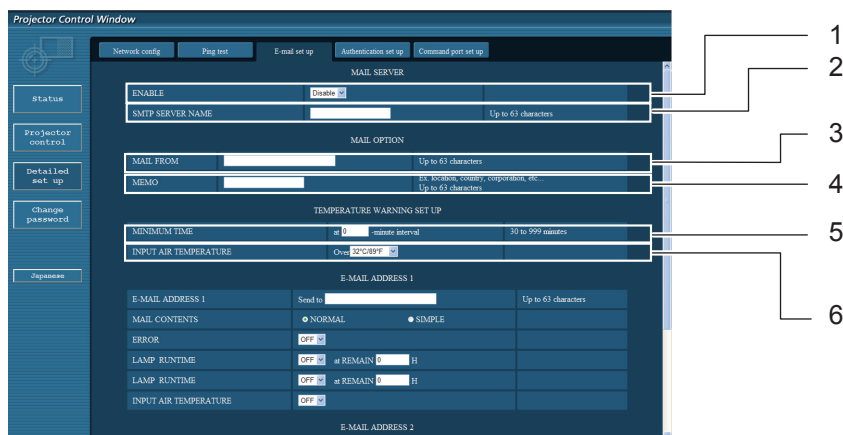 Projector Control Window
Network config Ping test E-mail set up Authentication set up Command port set up
MAIL SERVER
ENABLE Disable
1
SMTP SERVER NAME Up to 63 characters
2
MAIL OPTION
MAIL FROM Up to 63 characters
3
MEMO Ex. location, country, corporation, etc...
Up to 63 characters
4
TEMPERATURE WARNING SET UP
MINIMUM TIME at 0 -minute interval 30 to 999 minutes
5
INPUT AIR TEMPERATURE Over 32°C/89°F
6
E-MAIL ADDRESS 1
E-MAIL ADDRESS 1 Send to Up to 63 characters
MAIL CONTENTS NORMAL SIMPLE
ERROR OFF
LAMP RUNTIME OFF at REMAIN 0 H
LAMP RUNTIME OFF at REMAIN 0 H
INPUT AIR TEMPERATURE OFF
E-MAIL ADDRESS 2
Status
Projector
control
Detailed
set up
Change
password
Japanese